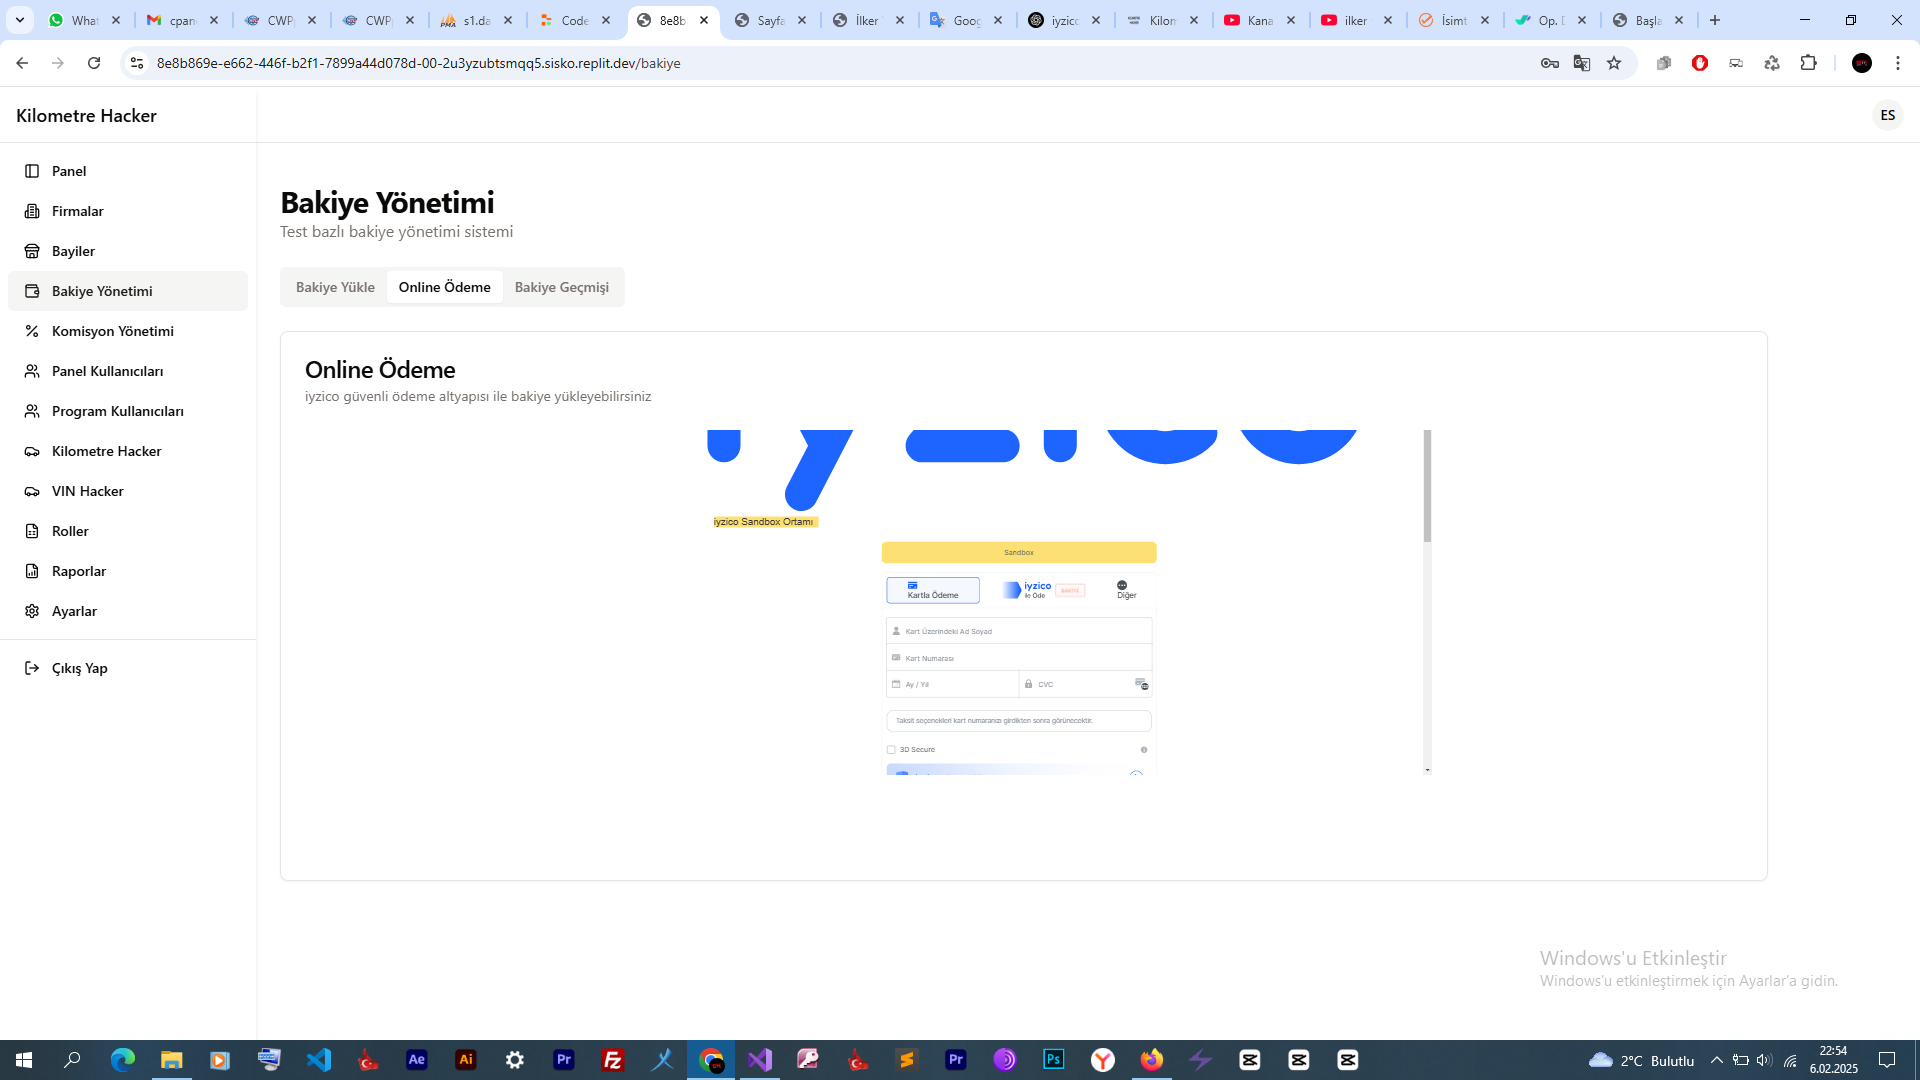 What
cpan
CWP
CWP
s1.da
Code
8e8b
Sayfa
İlker
Goog
iyzico
Kilom
Kana
ilker
İsimt
Op. D
Başla
8e8b869e-e662-446f-b2f1-7899a44d078d-00-2u3yzubtsmqq5.sisko.replit.dev/bakiye
Kilometre Hacker
ES
Panel
Firmalar
Bayiler
Bakiye Yönetimi
Komisyon Yönetimi
Panel Kullanıcıları
Program Kullanıcıları
Kilometre Hacker
VIN Hacker
Roller
Raporlar
Ayarlar
Çıkış Yap
Bakiye Yönetimi
Test bazlı bakiye yönetimi sistemi
Bakiye Yükle
Online Ödeme
Bakiye Geçmişi
Online Ödeme
iyzico güvenli ödeme altyapısı ile bakiye yükleyebilirsiniz
iyzico Sandbox Ortamı
Sandbox
Kartla Ödeme
iyzico
ile Öde
Diğer
Kart Üzerindeki Ad Soyad
Kart Numarası
Ay / Yıl
CVC
Taksit seçenekleri kart numaranızı girdikten sonra görünecektir.
3D Secure
Windows'u Etkinleştir
Windows'u etkinleştirmek için Ayarlar'a gidin.
2°C Bulutlu
22:54
6.02.2025